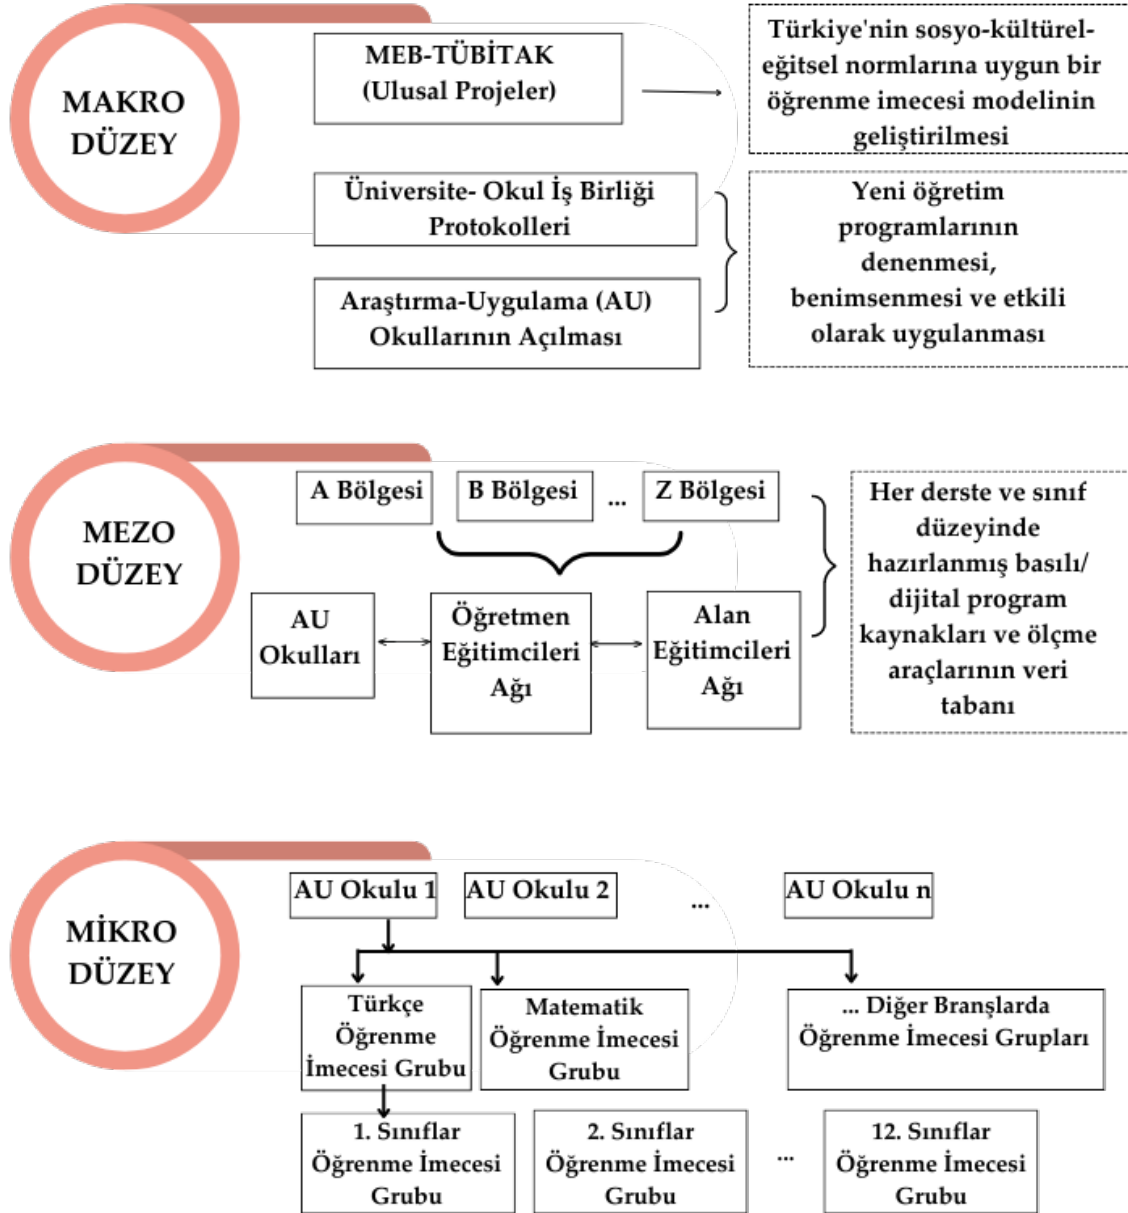 MAKRO
DÜZEY
MEB-TÜBİTAK
(Ulusal Projeler)
Türkiye'nin sosyo-kültürel-
eğitsel normlarına uygun bir
öğrenme imecesi modelinin
geliştirilmesi
Üniversite- Okul İş Birliği
Protokolleri
Araştırma-Uygulama (AU)
Okullarının Açılması
Yeni öğretim
programlarının
denenmesi,
benimsenmesi ve etkili
olarak uygulanması
MEZO
DÜZEY
A Bölgesi
B Bölgesi
...
Z Bölgesi
AU
Okulları
Öğretmen
Eğitimcileri
Ağı
Alan
Eğitimcileri
Ağı
Her derste ve sınıf
düzeyinde
hazırlanmış basılı/
dijital program
kaynakları ve ölçme
araçlarının veri
tabanı
MİKRO
DÜZEY
AU Okulu 1
AU Okulu 2
...
AU Okulu n
Türkçe
Öğrenme
İmecesi Grubu
Matematik
Öğrenme İmecesi
Grubu
... Diğer Branşlarda
Öğrenme İmecesi Grupları
1. Sınıflar
Öğrenme İmecesi
Grubu
2. Sınıflar
Öğrenme İmecesi
Grubu
...
12. Sınıflar
Öğrenme İmecesi
Grubu